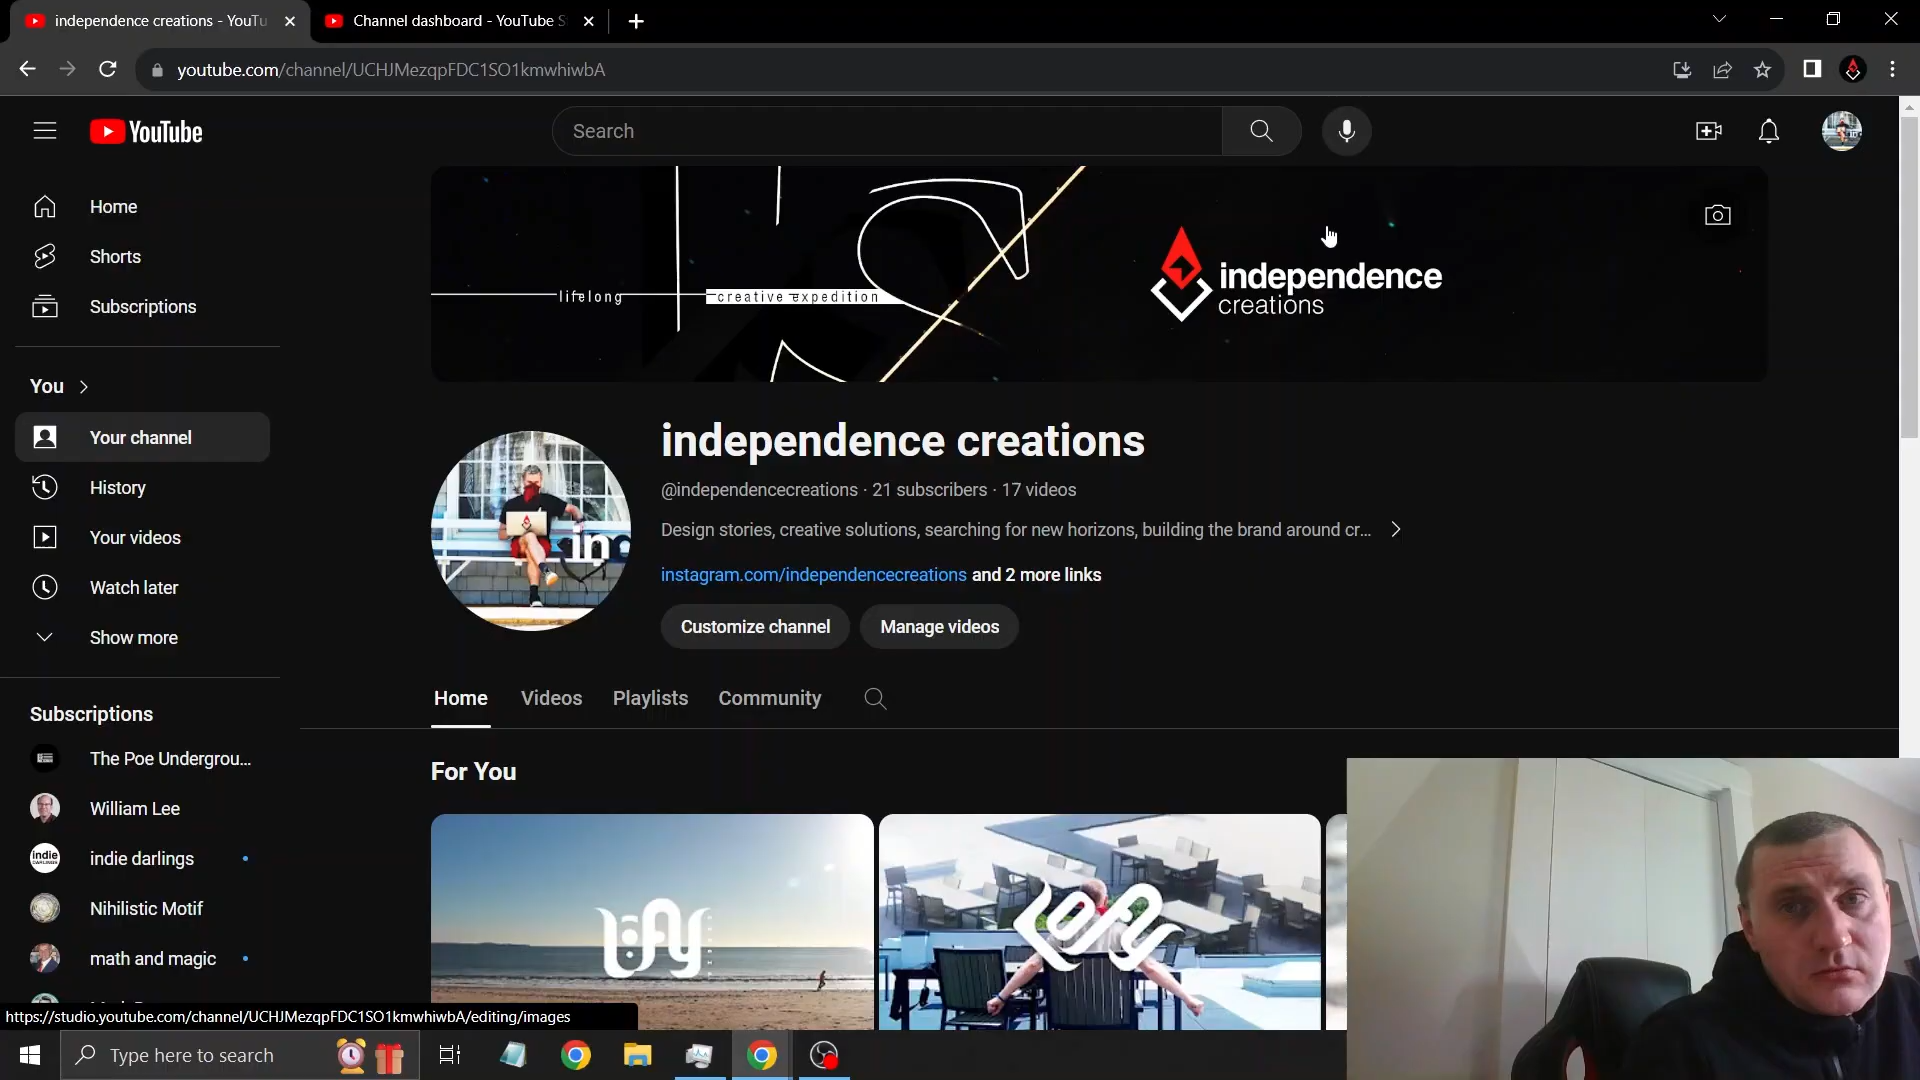 independence creations - YouTu
Channel dashboard - YouTube S
youtube.com/channel/UCHJMezqpFDC1SO1kmwhiwbA
YouTube
Search
Home
Shorts
Subscriptions
You
Your channel
History
Your videos
Watch later
Show more
Subscriptions
The Poe Undergrou...
William Lee
indie darlings
Nihilistic Motif
math and magic
lifelong
creative expedition
independence
creations
independence creations
@independencecreations · 21 subscribers · 17 videos
Design stories, creative solutions, searching for new horizons, building the brand around cr...
instagram.com/independencecreations and 2 more links
Customize channel
Manage videos
Home
Videos
Playlists
Community
For You
https://studio.youtube.com/channel/UCHJMezqpFDC1SO1kmwhiwbA/editing/images
Type here to search